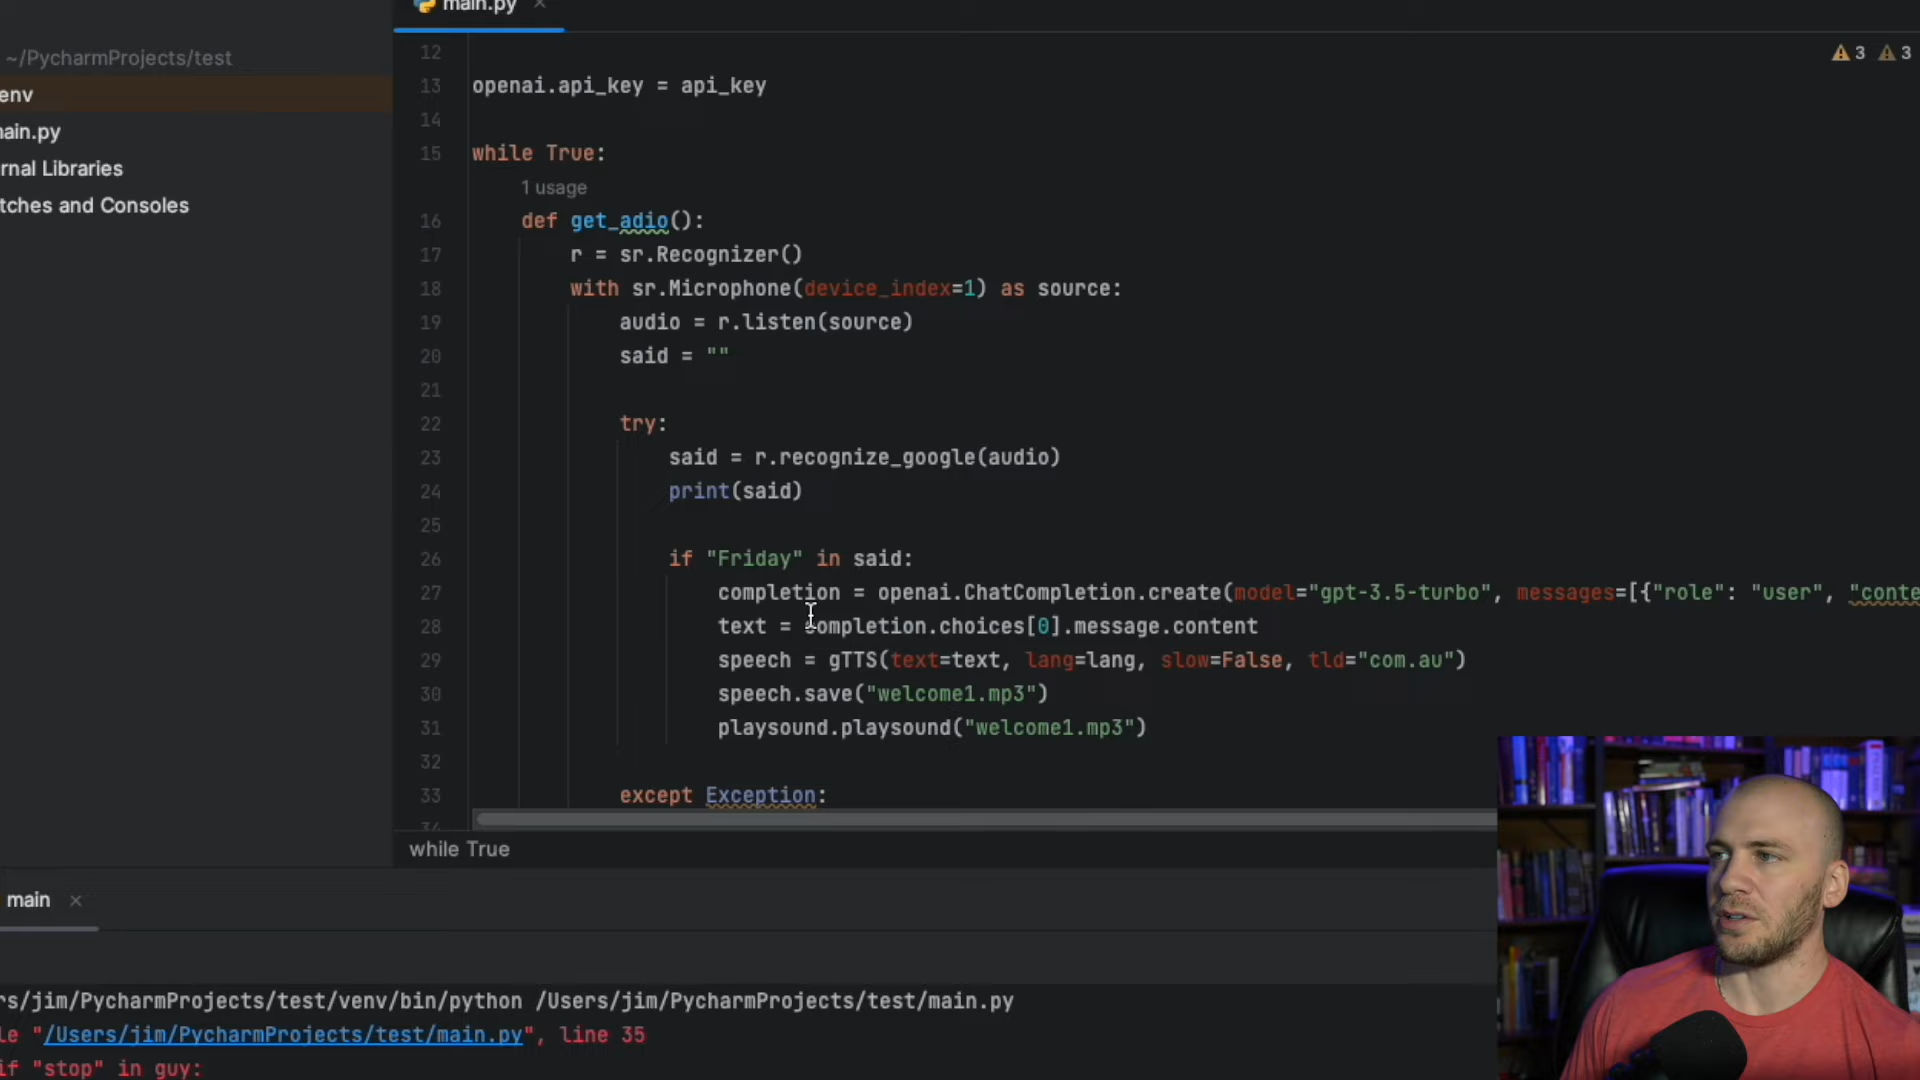 main.py ×
~/PycharmProjects/test
env
main.py
rnal Libraries
tches and Consoles
3 3
12
13 openai.api_key = api_key
14
15 while True:
1 usage
16 def get_adio():
17 r = sr.Recognizer()
18 with sr.Microphone(device_index=1) as source:
19 audio = r.listen(source)
20 said = ""
21
22 try:
23 said = r.recognize_google(audio)
24 print(said)
25
26 if "Friday" in said:
27 completion = openai.ChatCompletion.create(model="gpt-3.5-turbo", messages=[{"role": "user", "conte
28 text = completion.choices[0].message.content
29 speech = gTTS(text=text, lang=lang, slow=False, tld="com.au")
30 speech.save("welcome1.mp3")
31 playsound.playsound("welcome1.mp3")
32
33 except Exception:
34
while True
main ×
rs/jim/PycharmProjects/test/venv/bin/python /Users/jim/PycharmProjects/test/main.py
le "/Users/jim/PycharmProjects/test/main.py", line 35
if "stop" in guy: